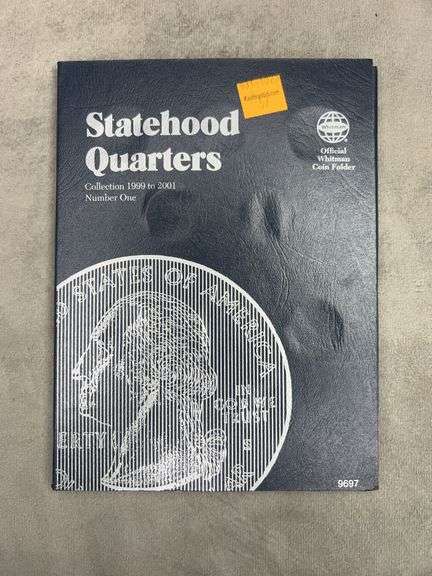 Statehood
Quarters
Collection 1999 to 2001
Number One
Whitman
Official
Whitman
Coin Folder
STATES OF AMERICA
IN
GOD WE
TRUST
LIBERTY
S
9697